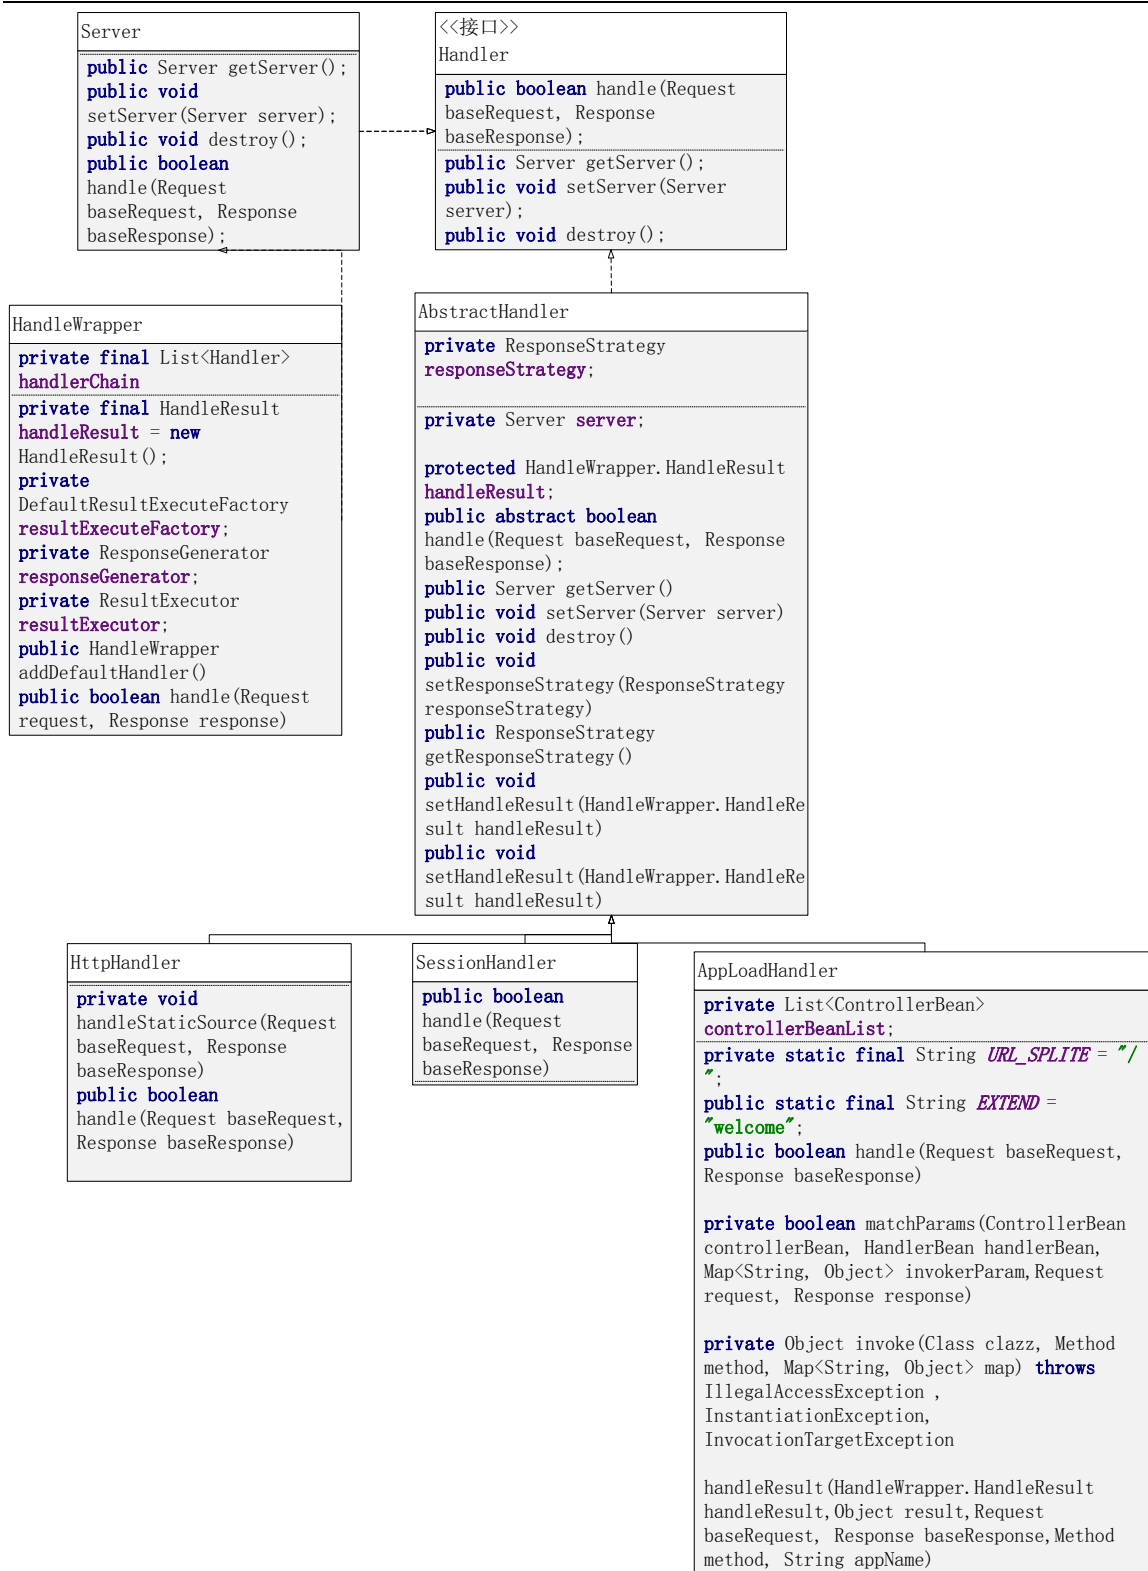 Server
public Server getServer();
public void
setServer(Server server);
public void destroy();
public boolean
handle(Request
baseRequest, Response
baseResponse);
<<接口>>
Handler
public boolean handle(Request
baseRequest, Response
baseResponse);
public Server getServer();
public void setServer(Server
server);
public void destroy();
HandleWrapper
private final List<Handler>
handlerChain
private final HandleResult
handleResult = new
HandleResult();
private
DefaultResultExecuteFactory
resultExecuteFactory;
private ResponseGenerator
responseGenerator;
private ResultExecutor
resultExecutor;
public HandleWrapper
addDefaultHandler()
public boolean handle(Request
request, Response response)
AbstractHandler
private ResponseStrategy
responseStrategy;
private Server server;
protected HandleWrapper.HandleResult
handleResult;
public abstract boolean
handle(Request baseRequest, Response
baseResponse);
public Server getServer()
public void setServer(Server server)
public void destroy()
public void
setResponseStrategy(ResponseStrategy
responseStrategy)
public ResponseStrategy
getResponseStrategy()
public void
setHandleResult(HandleWrapper.HandleRe
sult handleResult)
public void
setHandleResult(HandleWrapper.HandleRe
sult handleResult)
HttpHandler
private void
handleStaticSource(Request
baseRequest, Response
baseResponse)
public boolean
handle(Request baseRequest,
Response baseResponse)
SessionHandler
public boolean
handle(Request
baseRequest, Response
baseResponse)
AppLoadHandler
private List<ControllerBean>
controllerBeanList;
private static final String URL_SPLITE = "/
";
public static final String EXTEND =
"welcome";
public boolean handle(Request baseRequest,
Response baseResponse)
private boolean matchParams(ControllerBean
controllerBean, HandlerBean handlerBean,
Map<String, Object> invokerParam,Request
request, Response response)
private Object invoke(Class clazz, Method
method, Map<String, Object> map) throws
IllegalAccessException ,
InstantiationException,
InvocationTargetException
handleResult(HandleWrapper.HandleResult
handleResult,Object result,Request
baseRequest, Response baseResponse,Method
method, String appName)